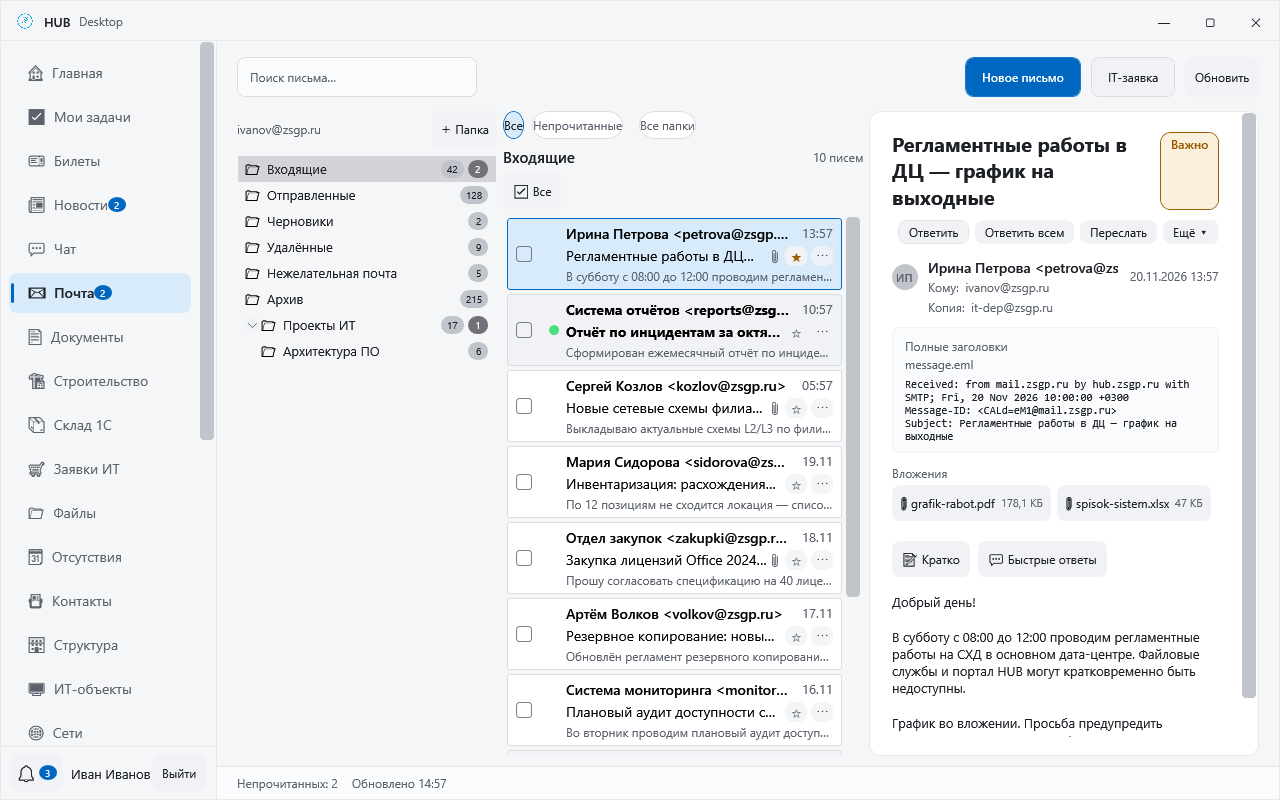 HUB Desktop
Главная
Мои задачи
Билеты
Новости 2
Чат
Почта 2
Документы
Строительство
Склад 1С
Заявки ИТ
Файлы
31 Отсутствия
Контакты
Структура
ИТ-объекты
Сети
3 Иван Иванов Выйти
Поиск письма...
Новое письмо IT-заявка Обновить
ivanov@zsgp.ru + Папка
Входящие 42 2
Отправленные 128
Черновики 2
Удалённые 9
Нежелательная почта 5
Архив 215
Проекты ИТ 17 1
Архитектура ПО 6
Все Непрочитанные Все папки
Входящие 10 писем
Все
Ирина Петрова <petrova@zsgp.... 13:57
Регламентные работы в ДЦ...
В субботу с 08:00 до 12:00 проводим регламен...
Система отчётов <reports@zsg... 10:57
Отчёт по инцидентам за октя...
Сформирован ежемесячный отчёт по инциде...
Сергей Козлов <kozlov@zsgp.ru> 05:57
Новые сетевые схемы филиа...
Выкладываю актуальные схемы L2/L3 по фили...
Мария Сидорова <sidorova@zs... 19.11
Инвентаризация: расхождения...
По 12 позициям не сходится локация — списо...
Отдел закупок <zakupki@zsgp.r... 18.11
Закупка лицензий Office 2024...
Прошу согласовать спецификацию на 40 лице...
Артём Волков <volkov@zsgp.ru> 17.11
Резервное копирование: новы...
Обновлён регламент резервного копировани...
Система мониторинга <monitor... 16.11
Плановый аудит доступности с...
Во вторник проводим плановый аудит доступ...
Регламентные работы в
ДЦ — график на
выходные
Важно
Ответить Ответить всем Переслать Ещё
ИП
Ирина Петрова <petrova@zs 20.11.2026 13:57
Кому: ivanov@zsgp.ru
Копия: it-dep@zsgp.ru
Полные заголовки
message.eml
Received: from mail.zsgp.ru by hub.zsgp.ru with
SMTP; Fri, 20 Nov 2026 10:00:00 +0300
Message-ID: <CALd=eM1@mail.zsgp.ru>
Subject: Регламентные работы в ДЦ — график на
выходные
Вложения
grafik-rabot.pdf 178,1 КБ spisok-sistem.xlsx 47 КБ
Кратко Быстрые ответы
Добрый день!
В субботу с 08:00 до 12:00 проводим регламентные
работы на СХД в основном дата-центре. Файловые
службы и портал HUB могут кратковременно быть
недоступны.
График во вложении. Просьба предупредить
Непрочитанных: 2 Обновлено 14:57